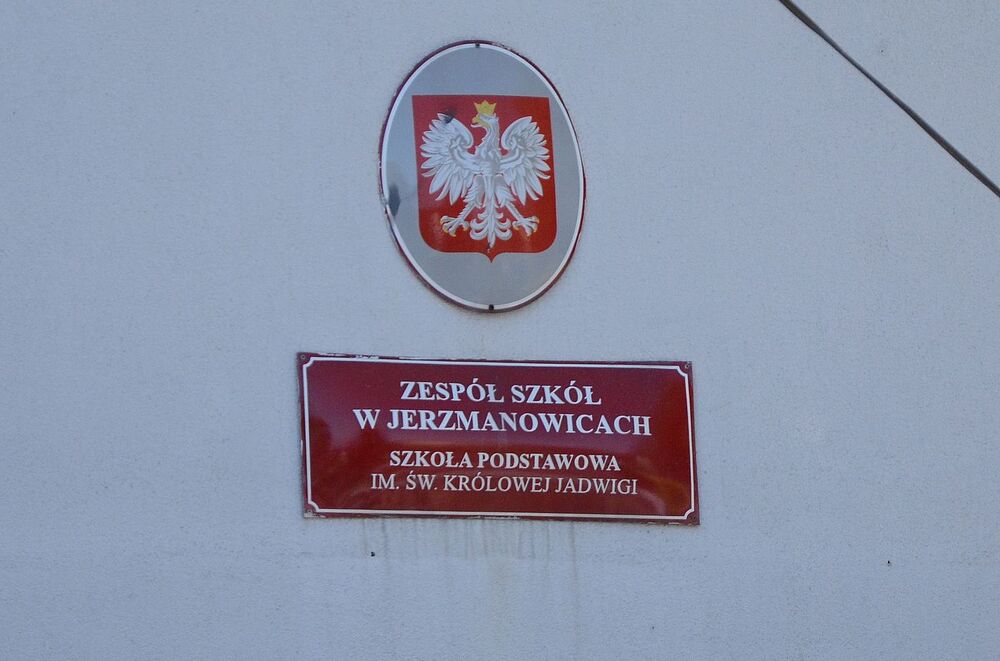 ZESPÓŁ SZKÓŁ
W JERZMANOWICACH
SZKOŁA PODSTAWOWA
IM. ŚW. KRÓLOWEJ JADWIGI